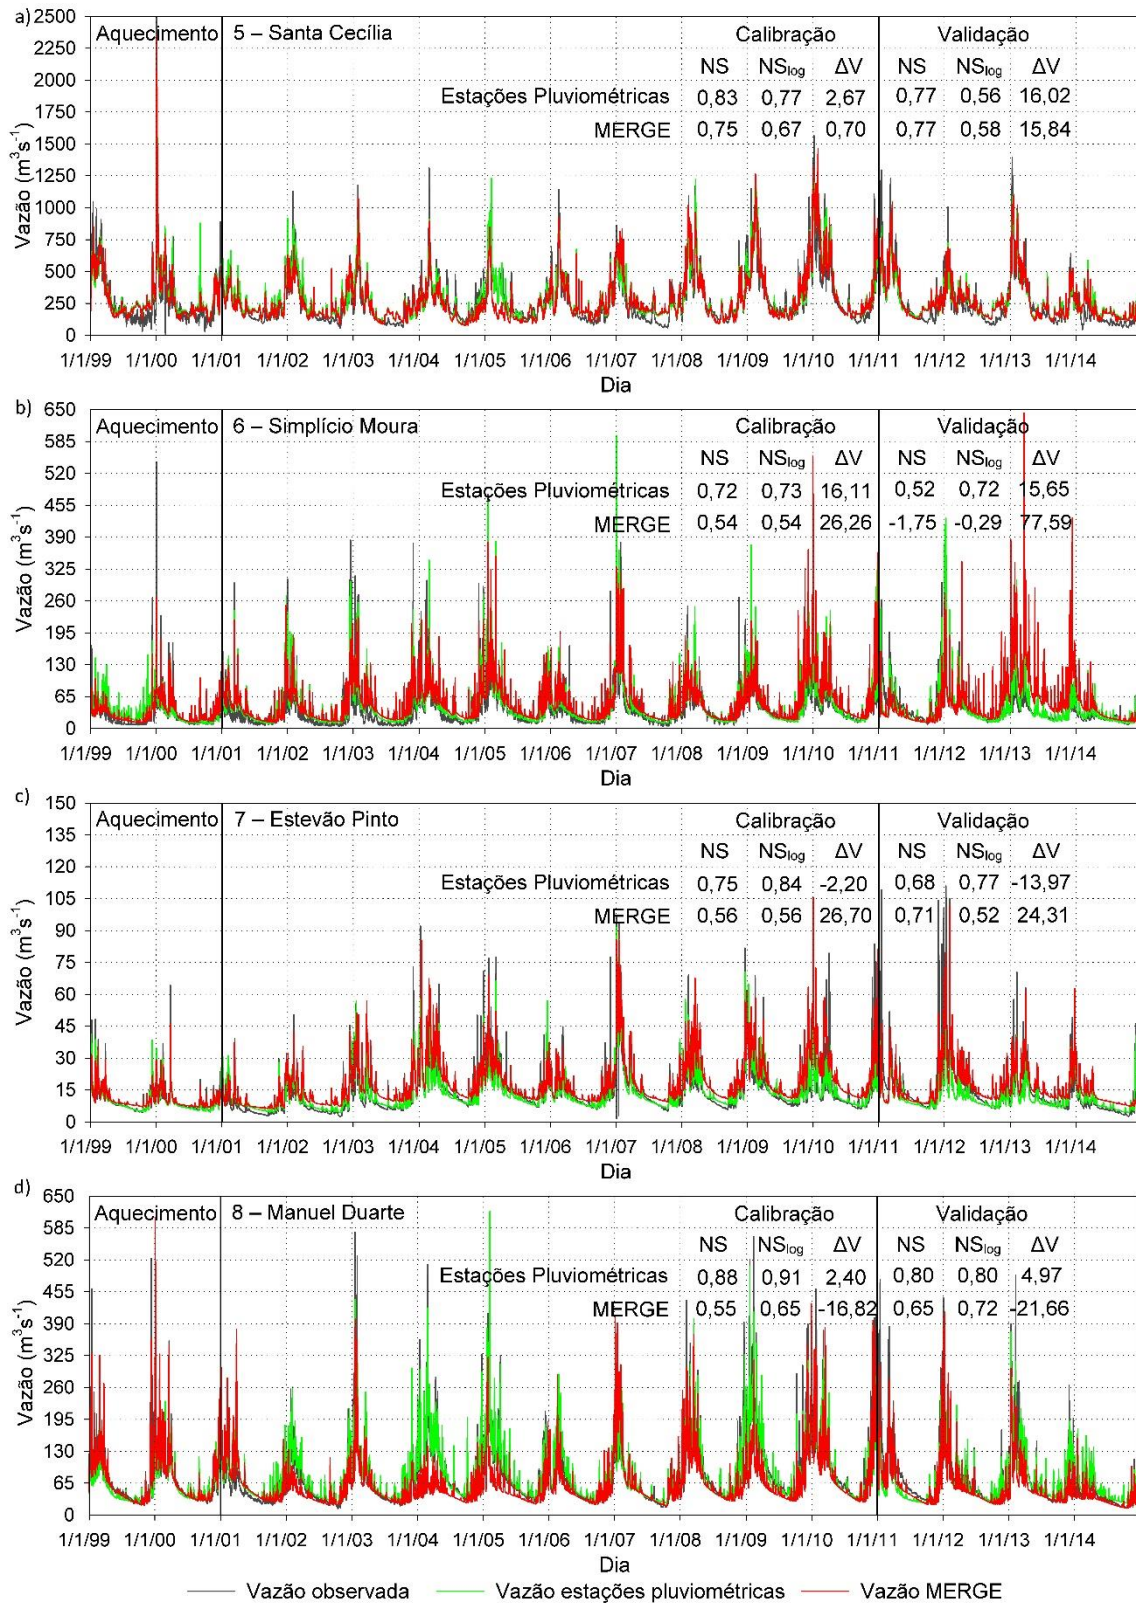 a)
2500
2250
2000
1750
1500
1250
1000
750
500
250
0
Vazão (m³s⁻¹)
Aquecimento 5 – Santa Cecília Calibração Validação
NS NSlog ΔV NS NSlog ΔV
Estações Pluviométricas 0,83 0,77 2,67 0,77 0,56 16,02
MERGE 0,75 0,67 0,70 0,77 0,58 15,84
1/1/99 1/1/00 1/1/01 1/1/02 1/1/03 1/1/04 1/1/05 1/1/06 1/1/07 1/1/08 1/1/09 1/1/10 1/1/11 1/1/12 1/1/13 1/1/14
Dia
b)
650
585
520
455
390
325
260
195
130
65
0
Vazão (m³s⁻¹)
Aquecimento 6 – Simplício Moura Calibração Validação
NS NSlog ΔV NS NSlog ΔV
Estações Pluviométricas 0,72 0,73 16,11 0,52 0,72 15,65
MERGE 0,54 0,54 26,26 -1,75 -0,29 77,59
1/1/99 1/1/00 1/1/01 1/1/02 1/1/03 1/1/04 1/1/05 1/1/06 1/1/07 1/1/08 1/1/09 1/1/10 1/1/11 1/1/12 1/1/13 1/1/14
Dia
c)
150
135
120
105
90
75
60
45
30
15
0
Vazão (m³s⁻¹)
Aquecimento 7 – Estevão Pinto Calibração Validação
NS NSlog ΔV NS NSlog ΔV
Estações Pluviométricas 0,75 0,84 -2,20 0,68 0,77 -13,97
MERGE 0,56 0,56 26,70 0,71 0,52 24,31
1/1/99 1/1/00 1/1/01 1/1/02 1/1/03 1/1/04 1/1/05 1/1/06 1/1/07 1/1/08 1/1/09 1/1/10 1/1/11 1/1/12 1/1/13 1/1/14
Dia
d)
650
585
520
455
390
325
260
195
130
65
0
Vazão (m³s⁻¹)
Aquecimento 8 – Manuel Duarte Calibração Validação
NS NSlog ΔV NS NSlog ΔV
Estações Pluviométricas 0,88 0,91 2,40 0,80 0,80 4,97
MERGE 0,55 0,65 -16,82 0,65 0,72 -21,66
1/1/99 1/1/00 1/1/01 1/1/02 1/1/03 1/1/04 1/1/05 1/1/06 1/1/07 1/1/08 1/1/09 1/1/10 1/1/11 1/1/12 1/1/13 1/1/14
Dia
Vazão observada Vazão estações pluviométricas Vazão MERGE